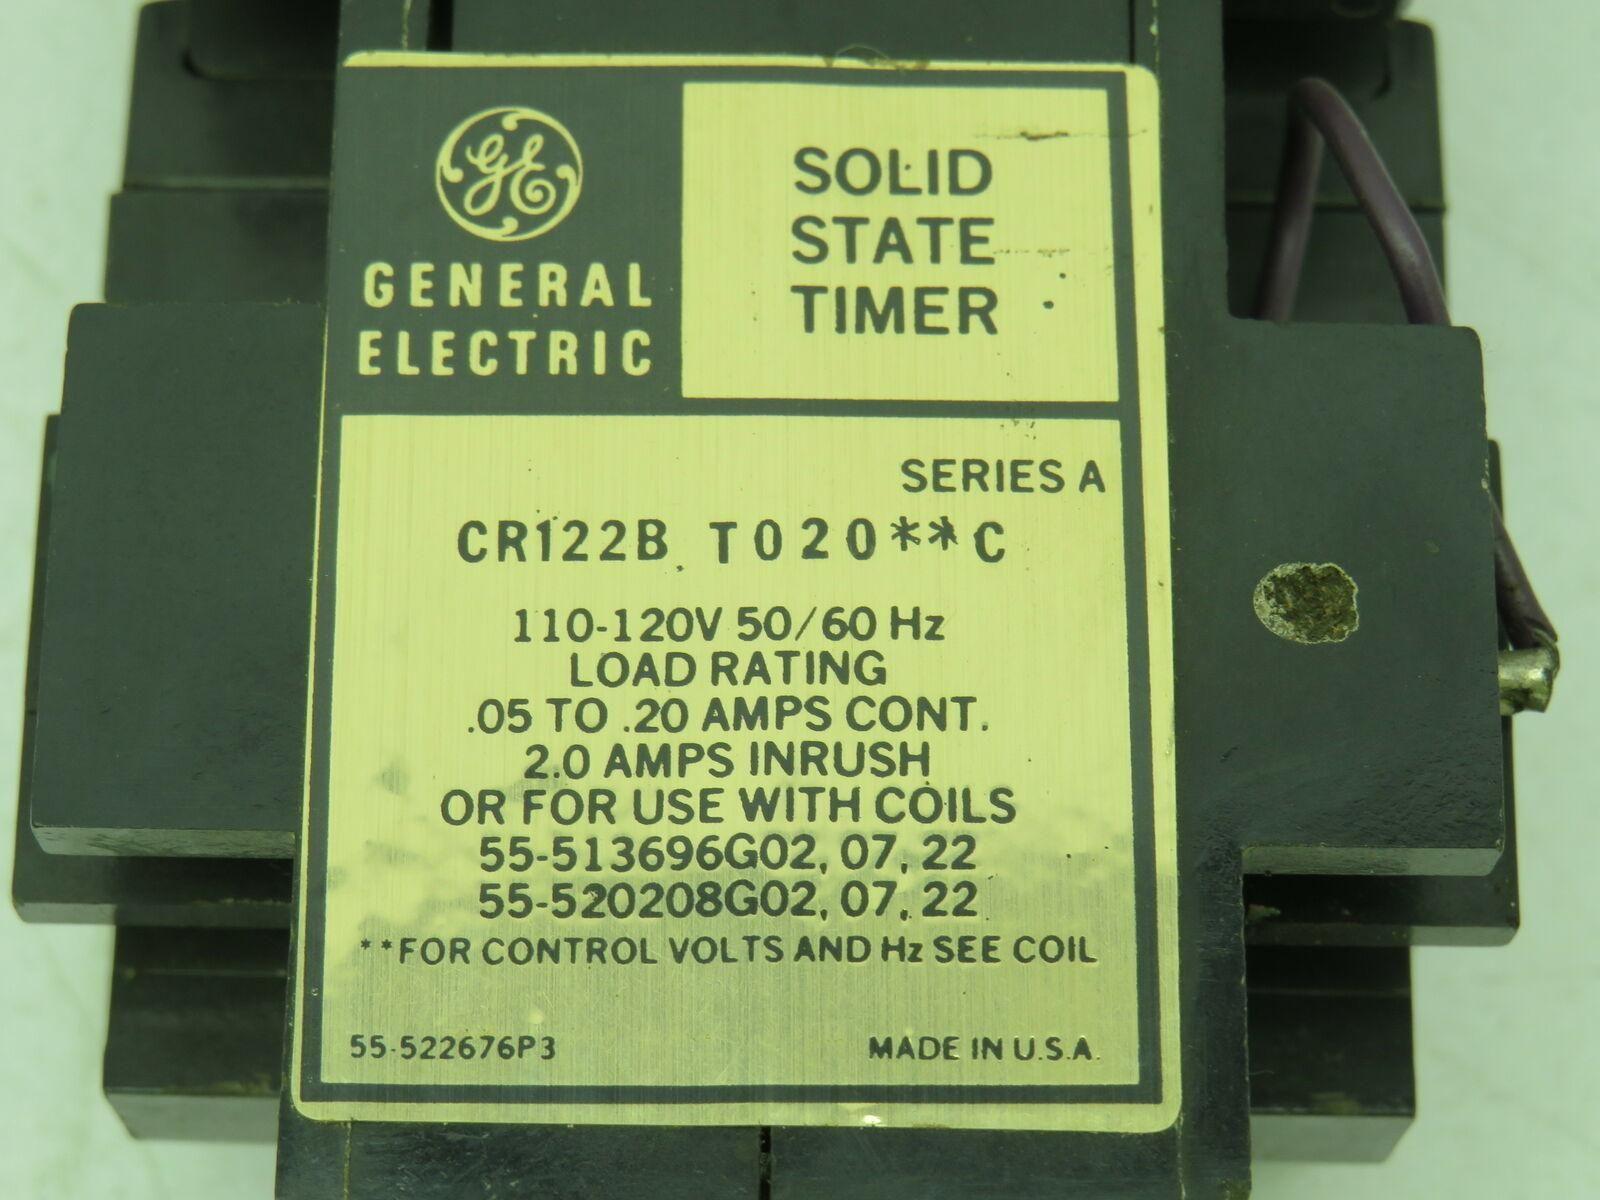 GE
GENERAL
ELECTRIC
SOLID
STATE
TIMER
SERIES A
CR122B T020**C
110-120V 50/60 Hz
LOAD RATING
.05 TO .20 AMPS CONT.
2.0 AMPS INRUSH
OR FOR USE WITH COILS
55-513696G02, 07, 22
55-520208G02, 07, 22
**FOR CONTROL VOLTS AND Hz SEE COIL
55-522676P3
MADE IN U.S.A.